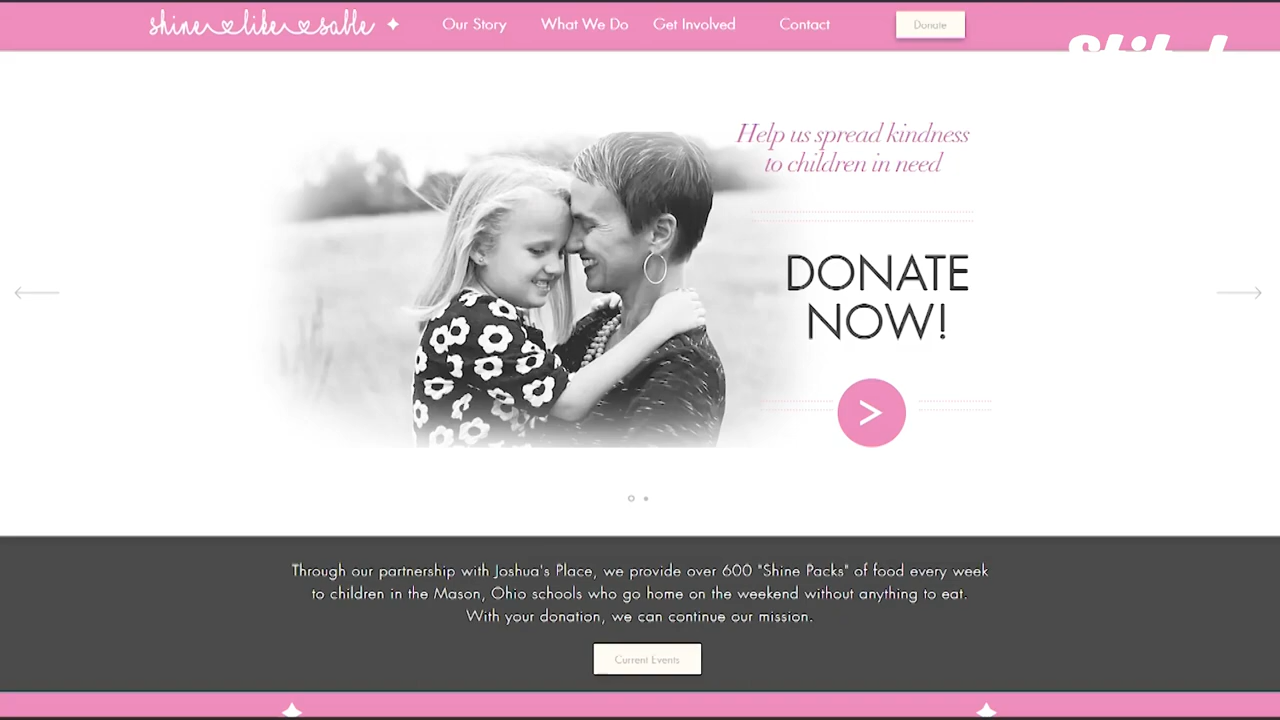 shine like sable
Our Story What We Do Get Involved Contact Donate
Help us spread kindness
to children in need
DONATE
NOW!
Through our partnership with Joshua's Place, we provide over 600 "Shine Packs" of food every week
to children in the Mason, Ohio schools who go home on the weekend without anything to eat.
With your donation, we can continue our mission.
Current Events